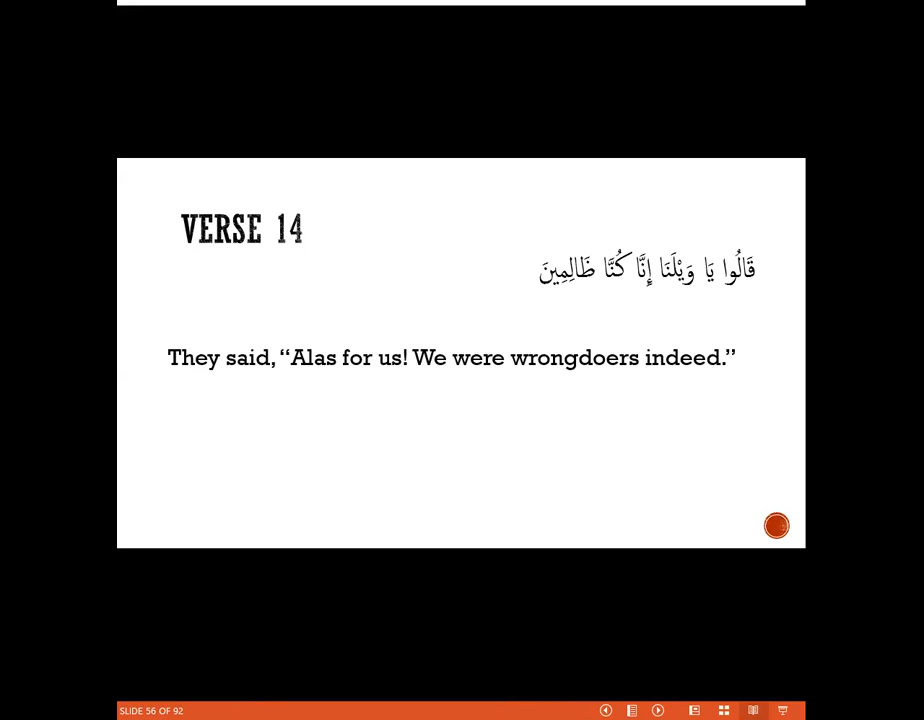 VERSE 14
قَالُوا يَا وَيْلَنَا إِنَّا كُنَّا ظَالِمِينَ
They said, “Alas for us! We were wrongdoers indeed.”
SLIDE 56 OF 92